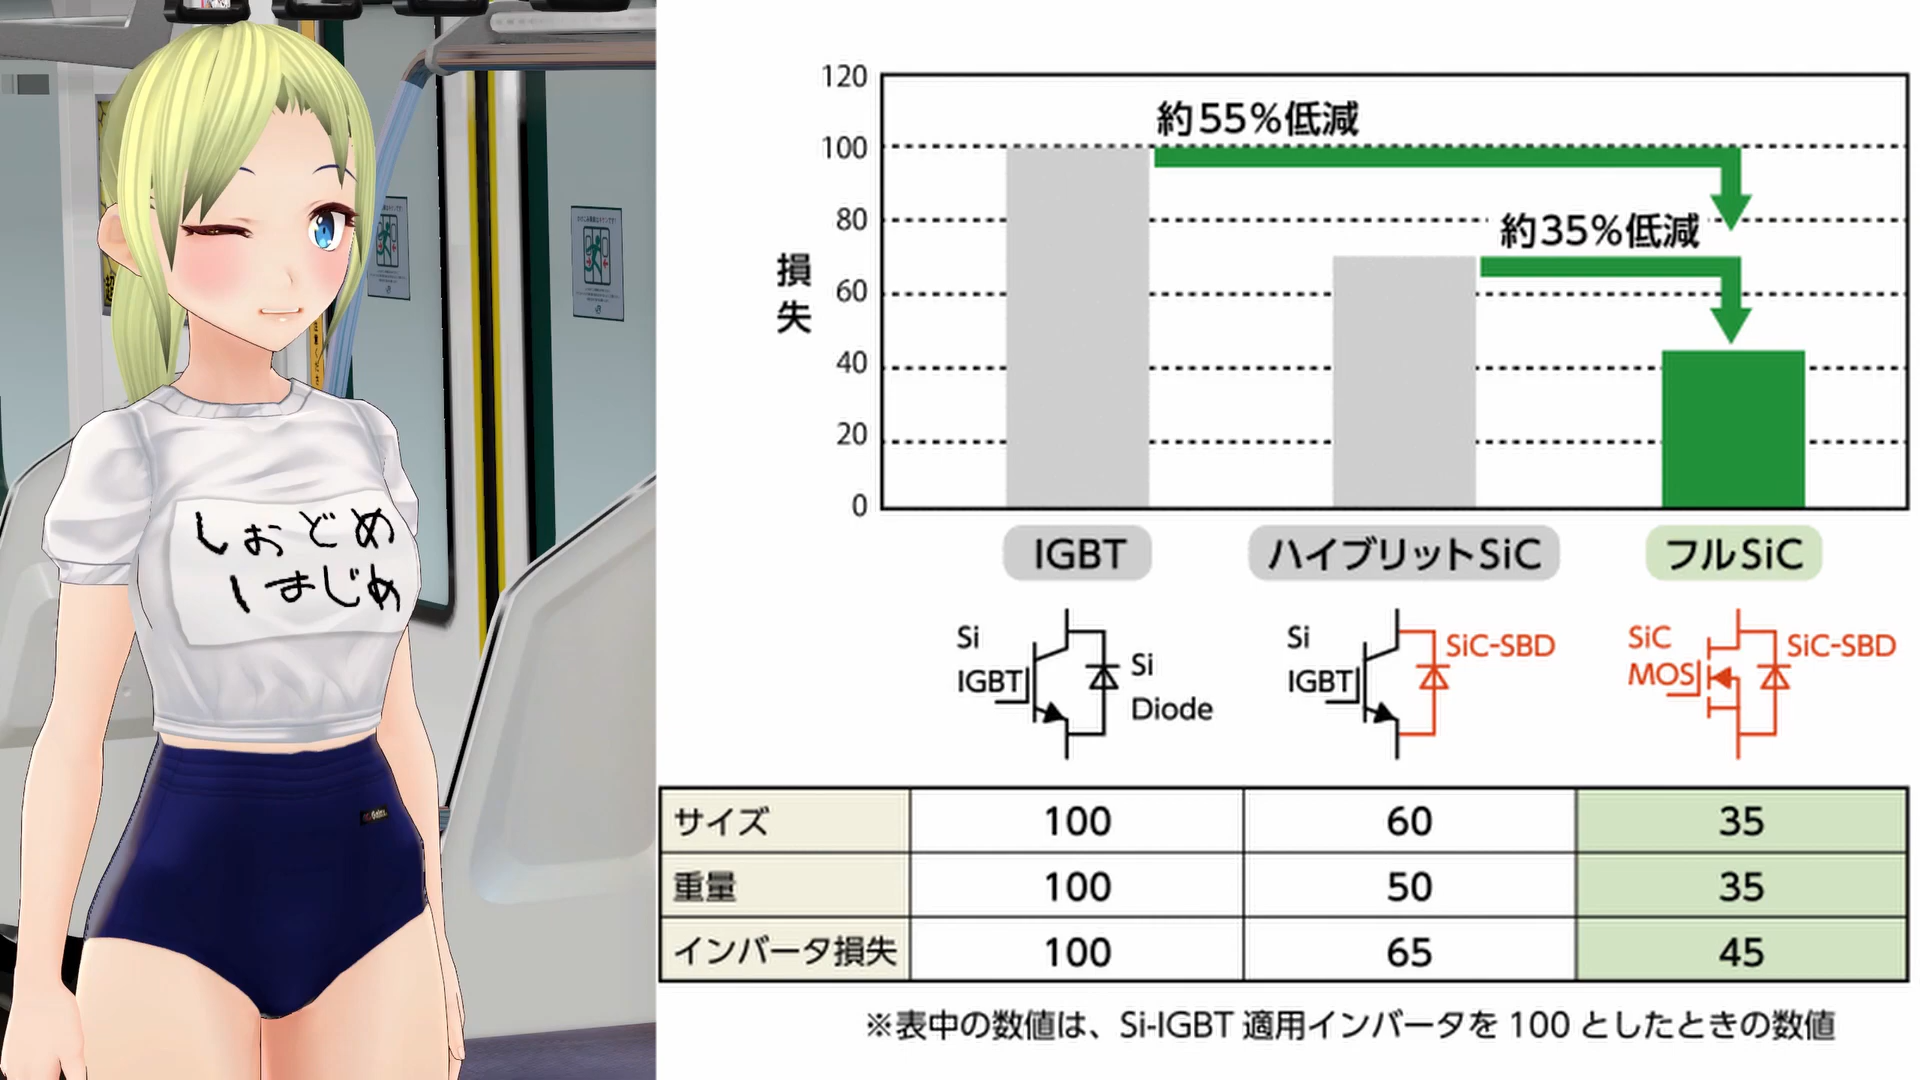 しおどめ
はじめ
120
約55%低減
100
80
約35%低減
損失
60
40
20
0
IGBT
ハイブリットSiC
フルSiC
Si
IGBT
Si
Diode
Si
IGBT
SiC-SBD
SiC
MOS
SiC-SBD
サイズ 100 60 35
重量 100 50 35
インバータ損失 100 65 45
※表中の数値は、Si-IGBT 適用インバータを 100 としたときの数値